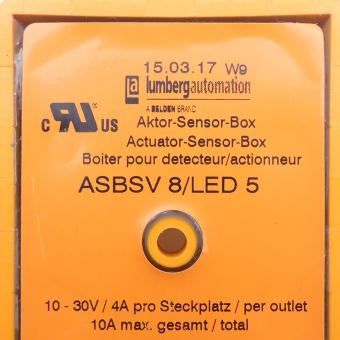 15.03.17 W9
lumbergautomation
A BELDEN BRAND
C US
Aktor-Sensor-Box
Actuator-Sensor-Box
Boiter pour detecteur/actionneur
ASBSV 8/LED 5
10 - 30V / 4A pro Steckplatz / per outlet
10A max. gesamt / total